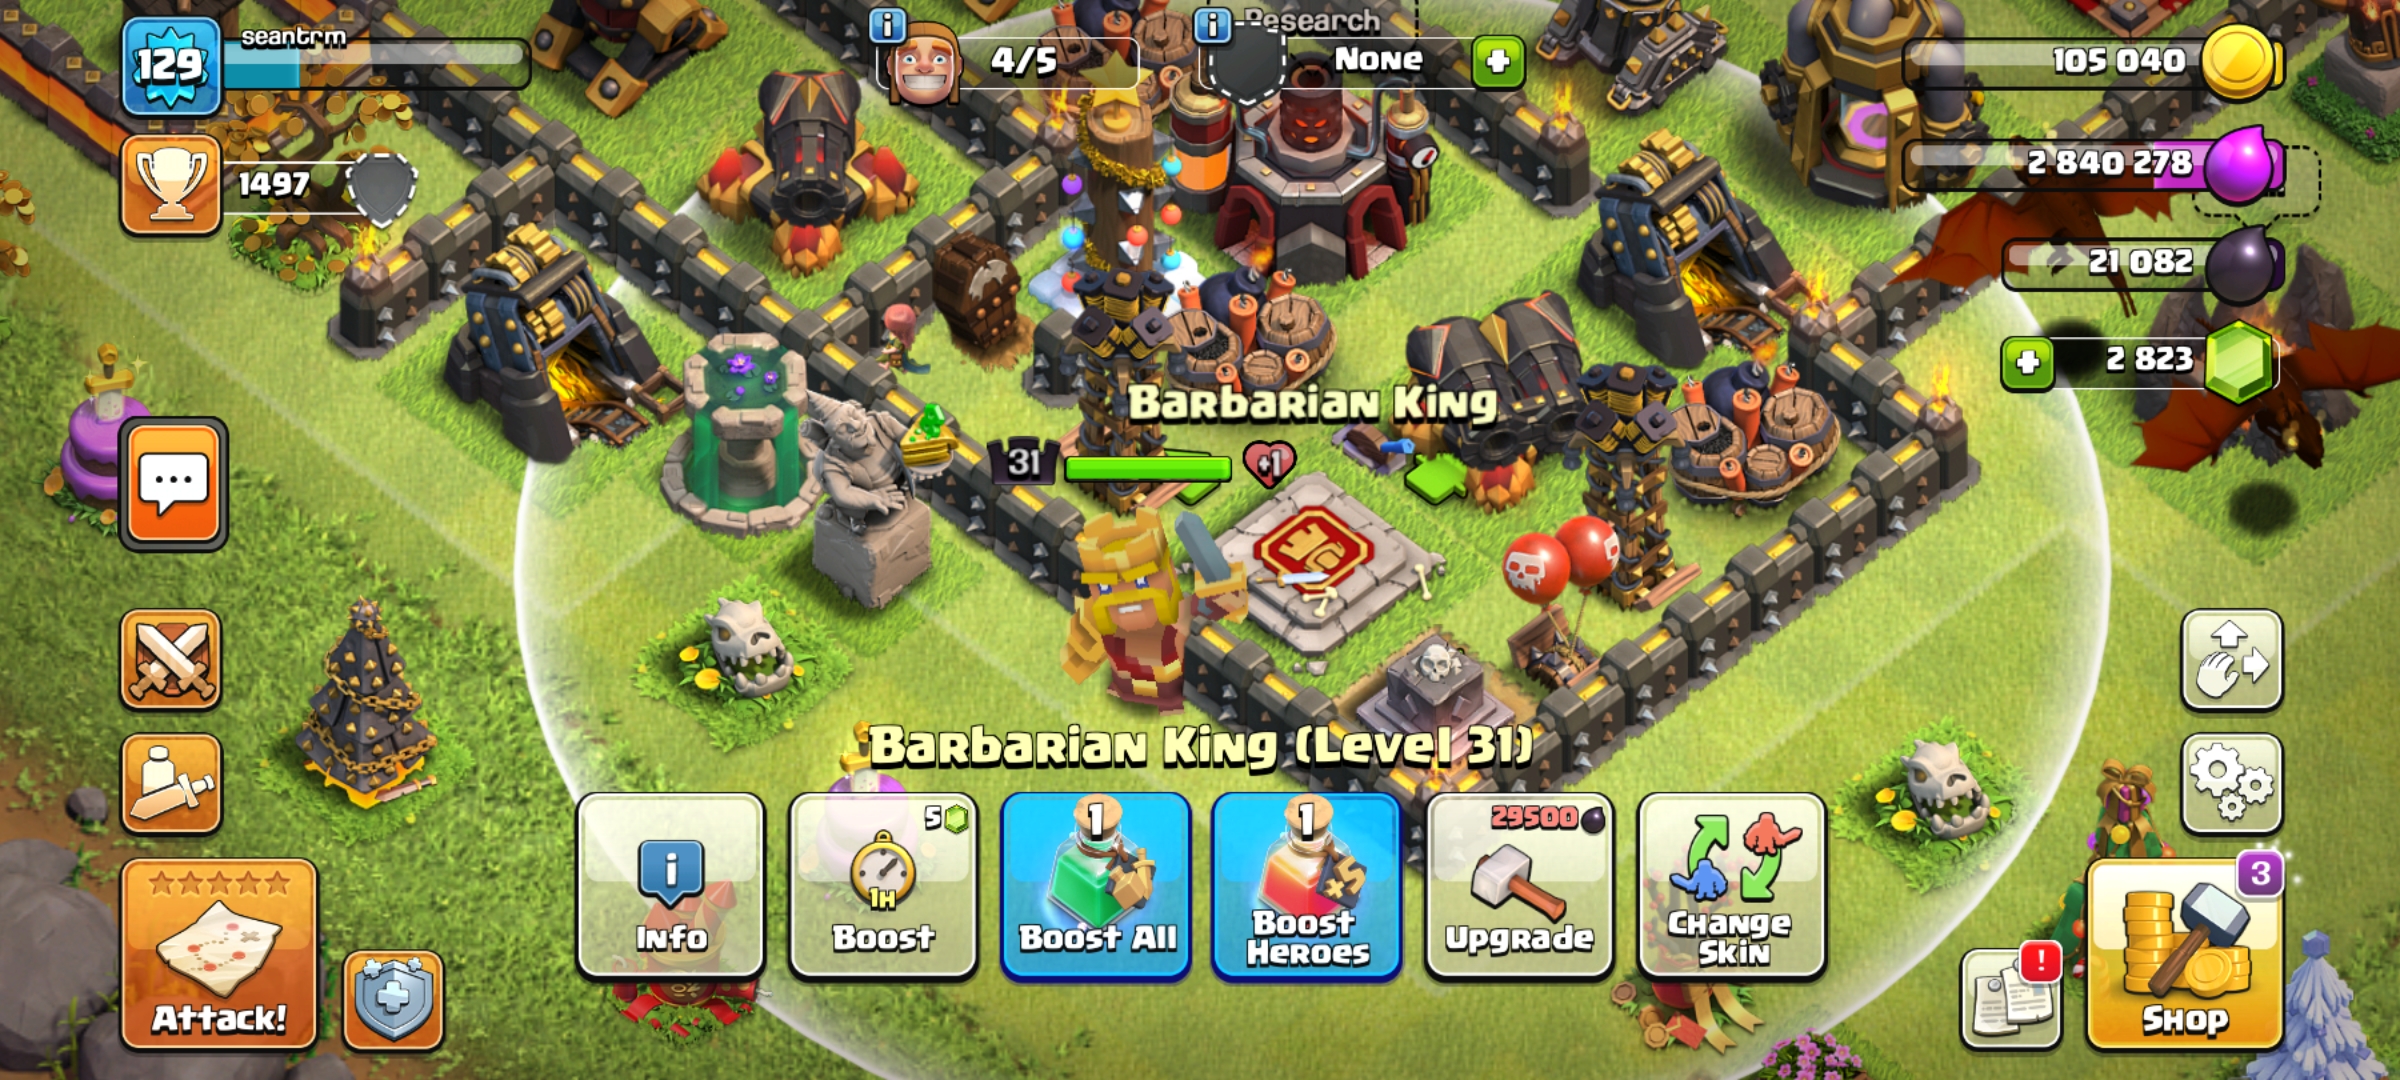 129
seantrm
4/5
Research
None
105 040
1497
2 840 278
21 082
2 823
Barbarian King
31
+1
Barbarian King (Level 31)
5
1H
Boost
1
Boost All
1
+5
Boost
Heroes
29500
Upgrade
Change
Skin
i
Info
Attack!
3
!
Shop